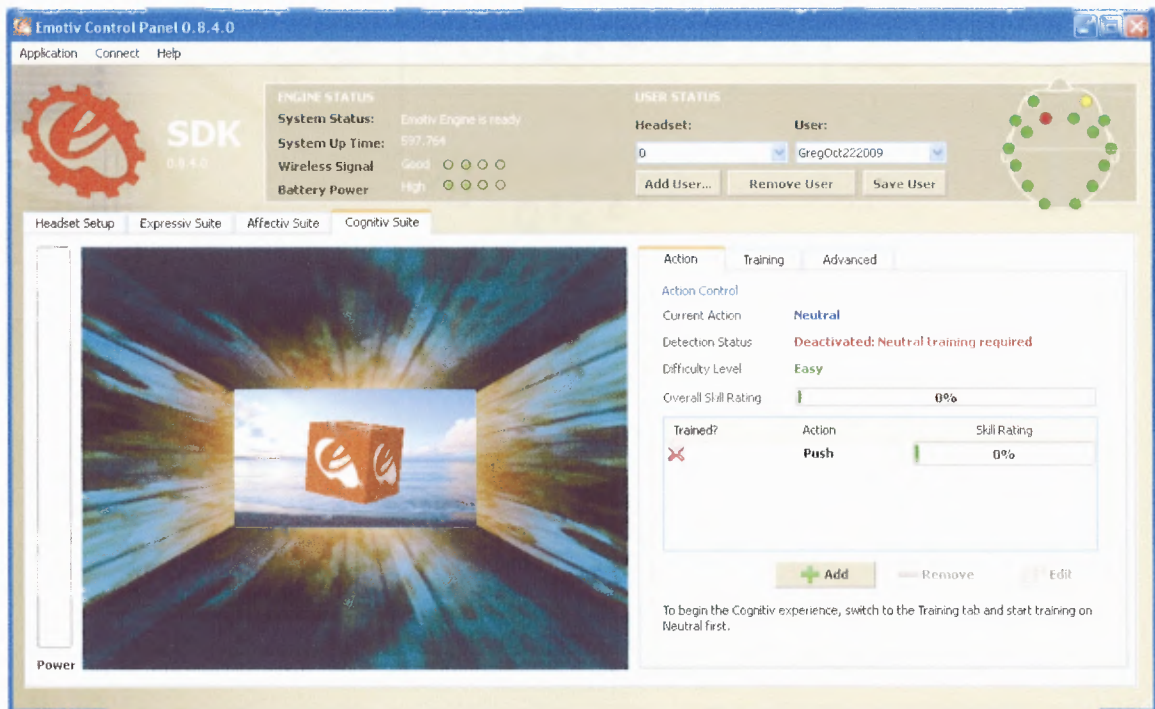 Emotiv Control Panel 0.8.4.0
Application Connect Help
SDK
0.8.4.0
ENGINE STATUS
System Status: Emotiv Engine is ready
System Up Time: 597.764
Wireless Signal Good
Battery Power High
USER STATUS
Headset: User:
0 GregOct222009
Add User... Remove User Save User
Headset Setup Expressiv Suite Affectiv Suite Cognitiv Suite
Power
Action Training Advanced
Action Control
Current Action Neutral
Detection Status Deactivated: Neutral training required
Difficulty Level Easy
Overall Skill Rating 0%
Trained? Action Skill Rating
Push 0%
Add Remove Edit
To begin the Cognitiv experience, switch to the Training tab and start training on
Neutral first.